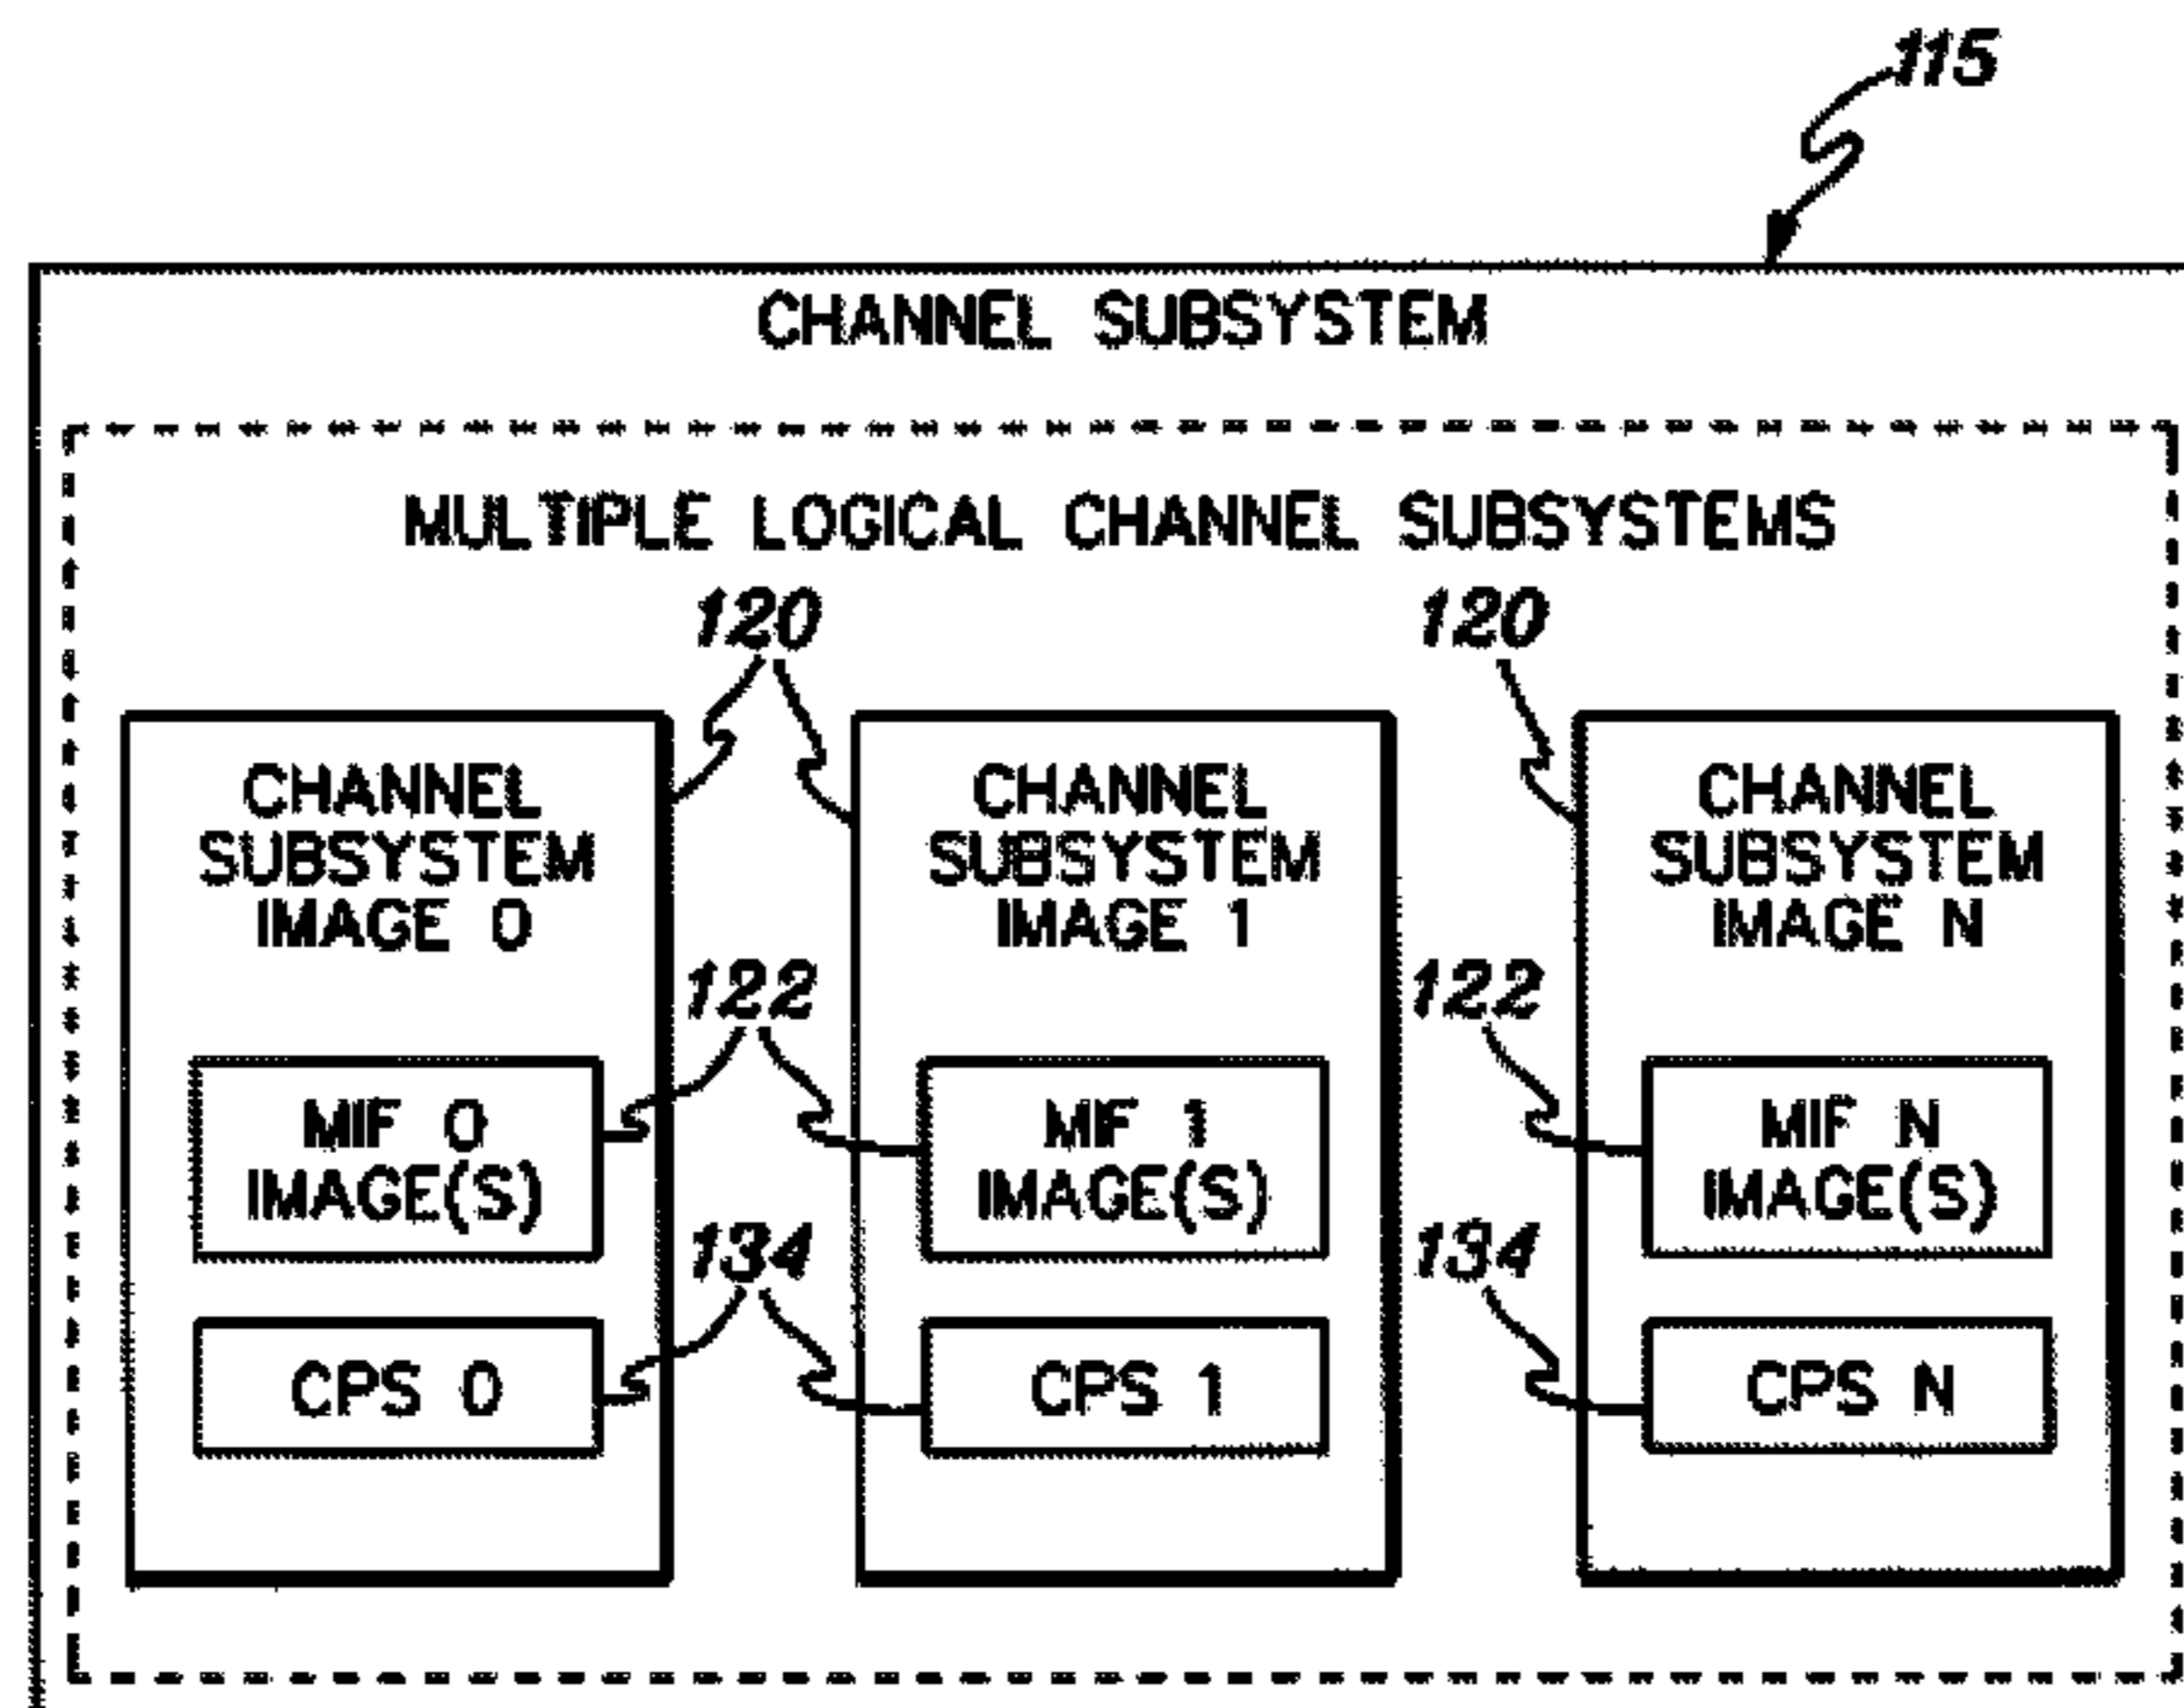 115
CHANNEL SUBSYSTEM
MULTIPLE LOGICAL CHANNEL SUBSYSTEMS
120
120
CHANNEL
SUBSYSTEM
IMAGE 0
CHANNEL
SUBSYSTEM
IMAGE 1
CHANNEL
SUBSYSTEM
IMAGE N
122
122
MIF 0
IMAGE(S)
MIF 1
IMAGE(S)
MIF N
IMAGE(S)
134
134
CPS 0
CPS 1
CPS N